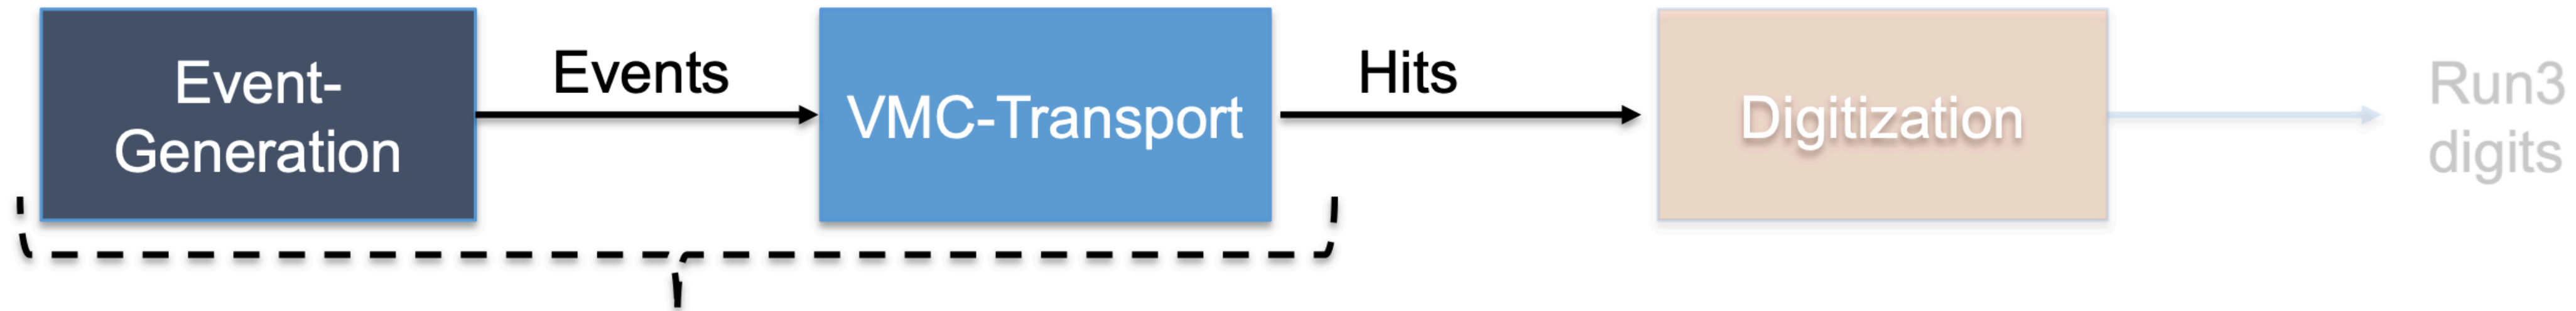 Event-
Generation
Events
VMC-Transport
Hits
Digitization
Run3
digits